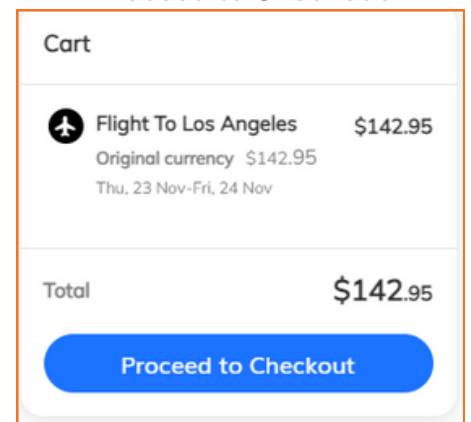 Cart
Flight To Los Angeles $142.95
Original currency $142.95
Thu, 23 Nov-Fri, 24 Nov
Total $142.95
Proceed to Checkout